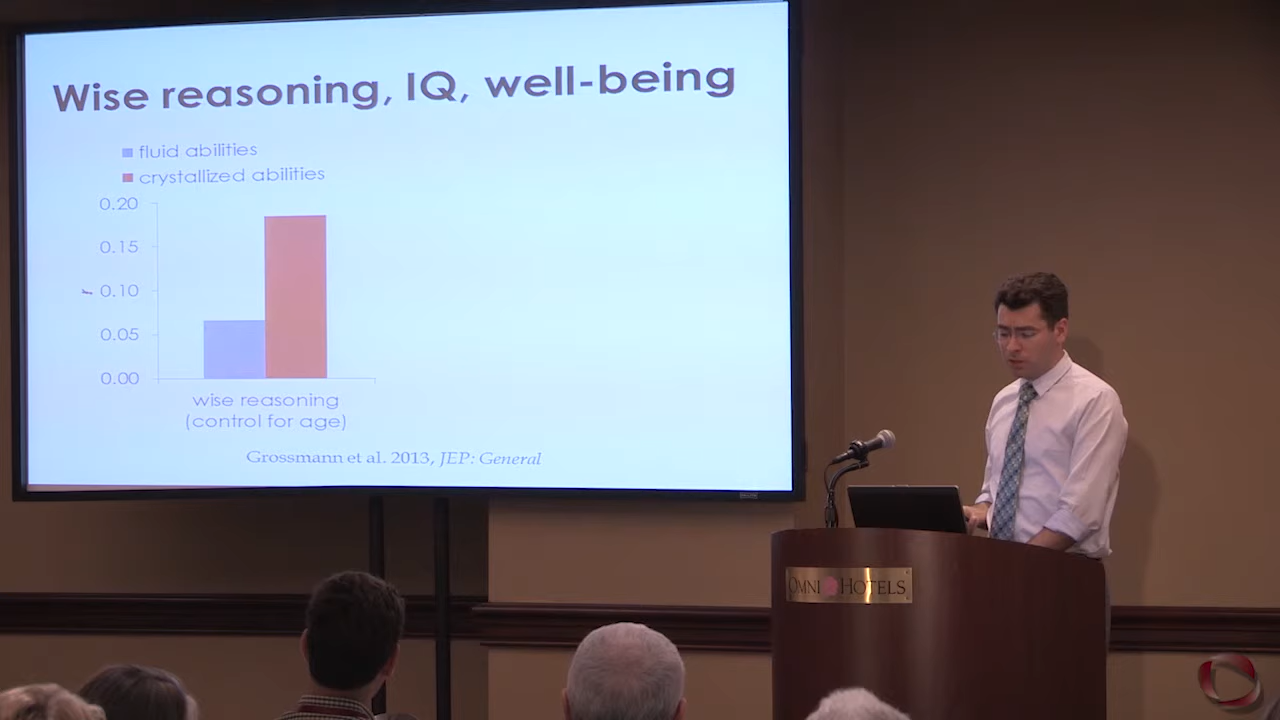 Wise reasoning, IQ, well-being
fluid abilities
crystallized abilities
0.20
0.15
0.10
0.05
0.00
r
wise reasoning
(control for age)
Grossmann et al. 2013, JEP: General
OMNI HOTELS